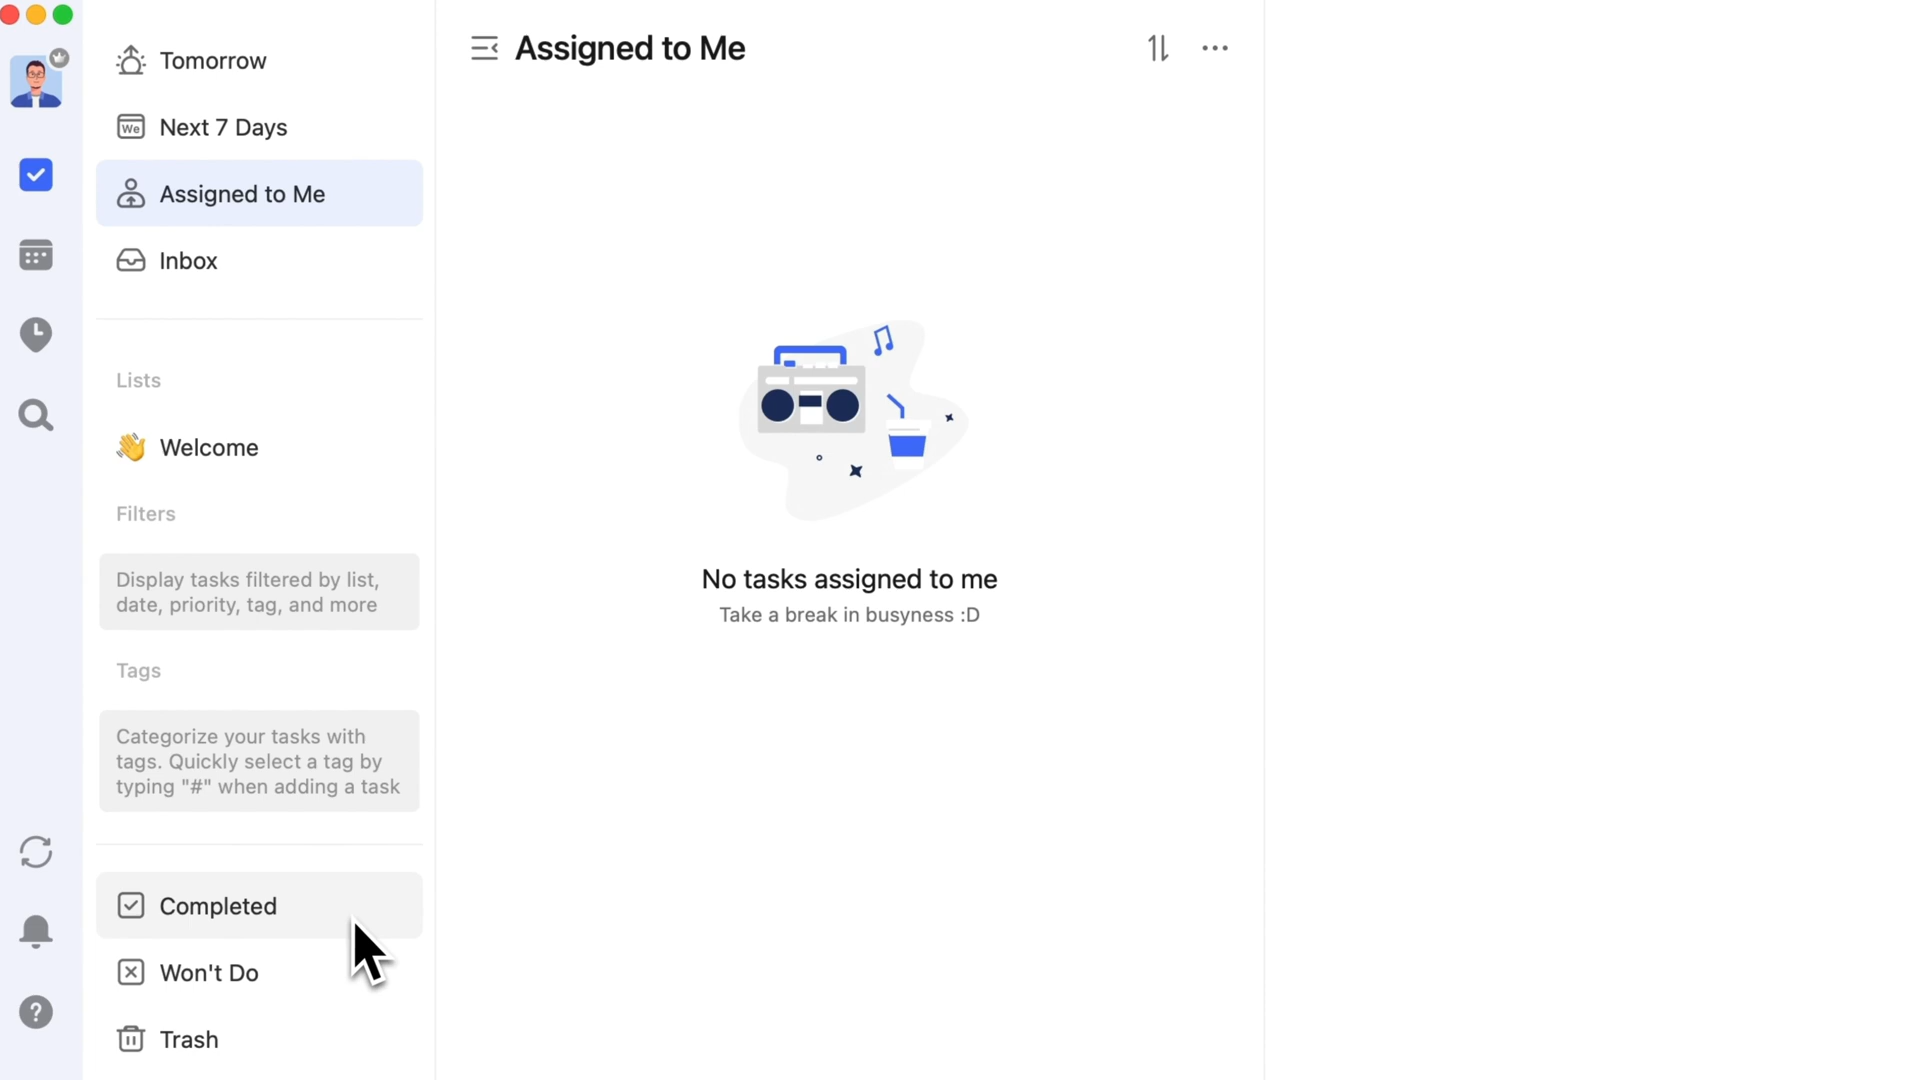 Tomorrow
We
Next 7 Days
Assigned to Me
Inbox
Lists
👋 Welcome
Filters
Display tasks filtered by list,
date, priority, tag, and more
Tags
Categorize your tasks with
tags. Quickly select a tag by
typing "#" when adding a task
Completed
Won't Do
Trash
?
Assigned to Me
No tasks assigned to me
Take a break in busyness :D